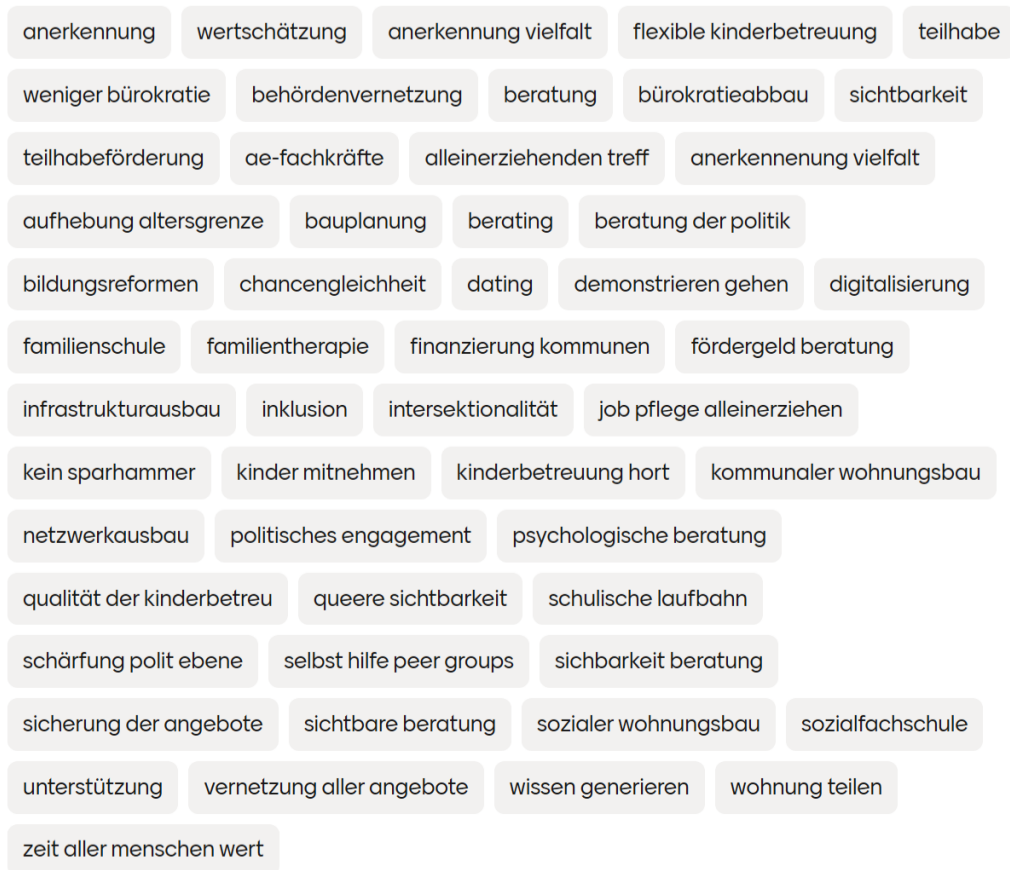 anerkennung wertschätzung anerkennung vielfalt flexible kinderbetreuung teilhabe
weniger bürokratie behördenvernetzung beratung bürokratieabbau sichtbarkeit
teilhabeförderung ae-fachkräfte alleinerziehenden treff anerkennenung vielfalt
aufhebung altersgrenze bauplanung berating beratung der politik
bildungsreformen chancengleichheit dating demonstrieren gehen digitalisierung
familienschule familientherapie finanzierung kommunen fördergeld beratung
infrastrukturausbau inklusion intersektionalität job pflege alleinerziehen
kein sparhammer kinder mitnehmen kinderbetreuung hort kommunaler wohnungsbau
netzwerkausbau politisches engagement psychologische beratung
qualität der kinderbetreu queere sichtbarkeit schulische laufbahn
schärfung polit ebene selbst hilfe peer groups sichbarkeit beratung
sicherung der angebote sichtbare beratung sozialer wohnungsbau sozialfachschule
unterstützung vernetzung aller angebote wissen generieren wohnung teilen
zeit aller menschen wert